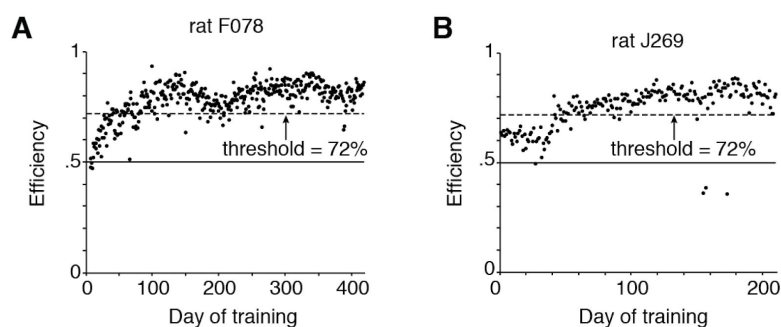 A
rat F078
1
Efficiency
.5
0
threshold = 72%
0 100 200 300 400
Day of training
B
rat J269
1
Efficiency
.5
0
threshold = 72%
0 100 200
Day of training